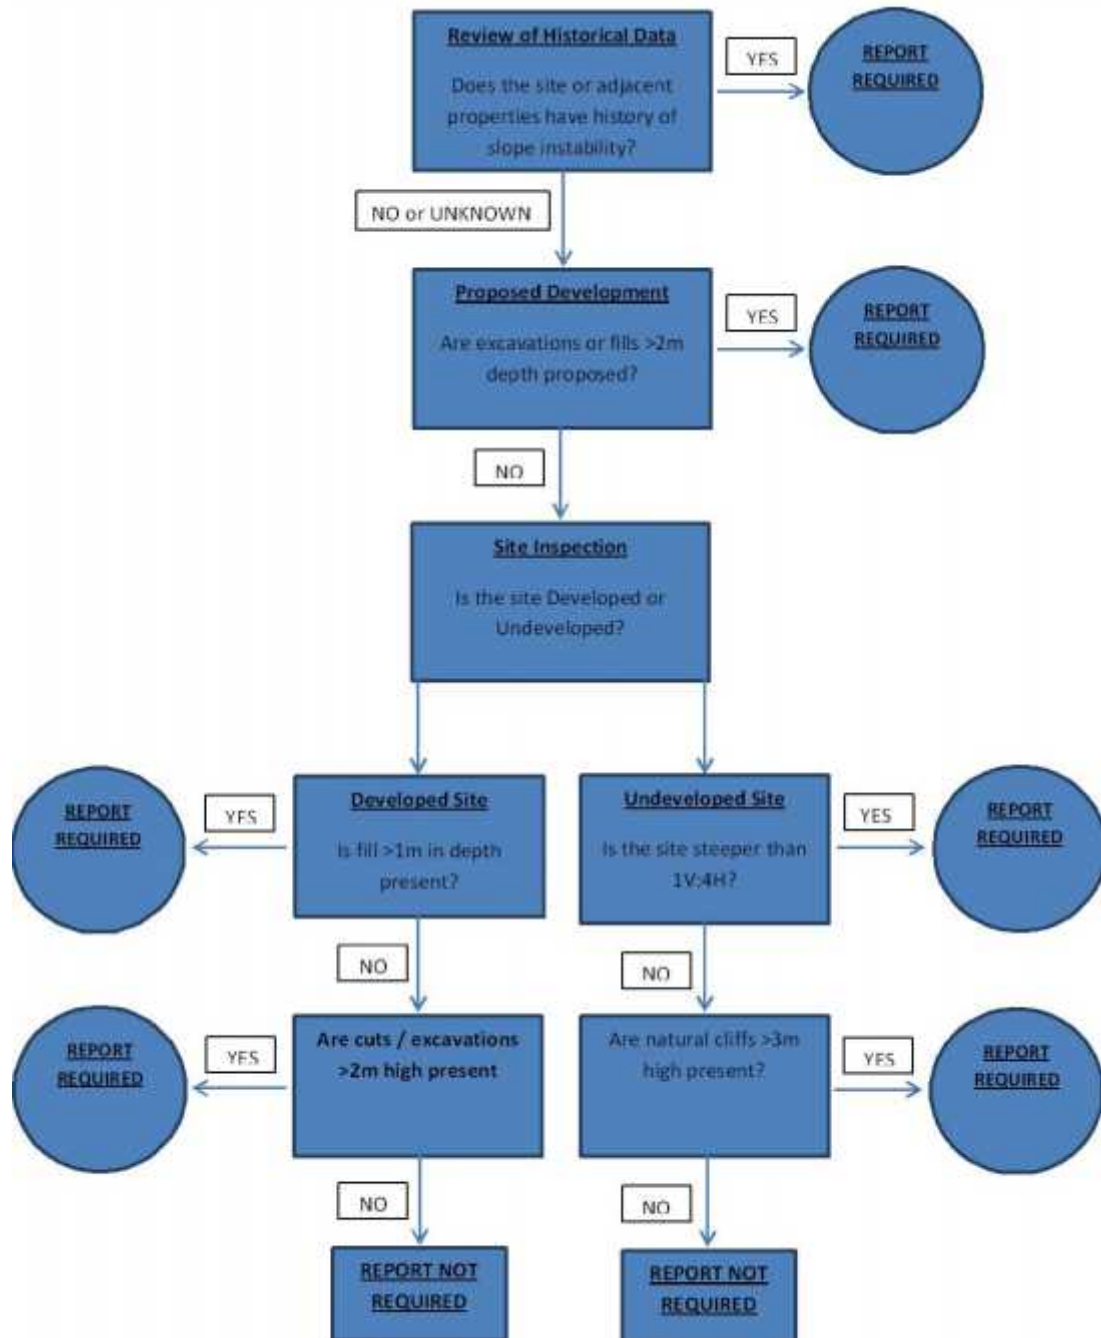 Review of Historical Data
Does the site or adjacent
properties have history of
slope instability?
YES
REPORT
REQUIRED
NO or UNKNOWN
Proposed Development
Are excavations or fills >2m
depth proposed?
YES
REPORT
REQUIRED
NO
Site Inspection
Is the site Developed or
Undeveloped?
REPORT
REQUIRED
YES
Developed Site
Is fill >1m in depth
present?
Undeveloped Site
Is the site steeper than
1V:4H?
YES
REPORT
REQUIRED
NO
NO
REPORT
REQUIRED
YES
Are cuts / excavations
>2m high present
Are natural cliffs >3m
high present?
YES
REPORT
REQUIRED
NO
NO
REPORT NOT
REQUIRED
REPORT NOT
REQUIRED